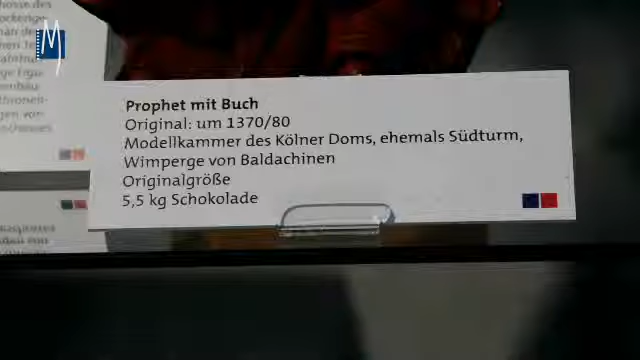 Prophet mit Buch
Original: um 1370/80
Modellkammer des Kölner Doms, ehemals Südturm,
Wimperge von Baldachinen
Originalgröße
5,5 kg Schokolade